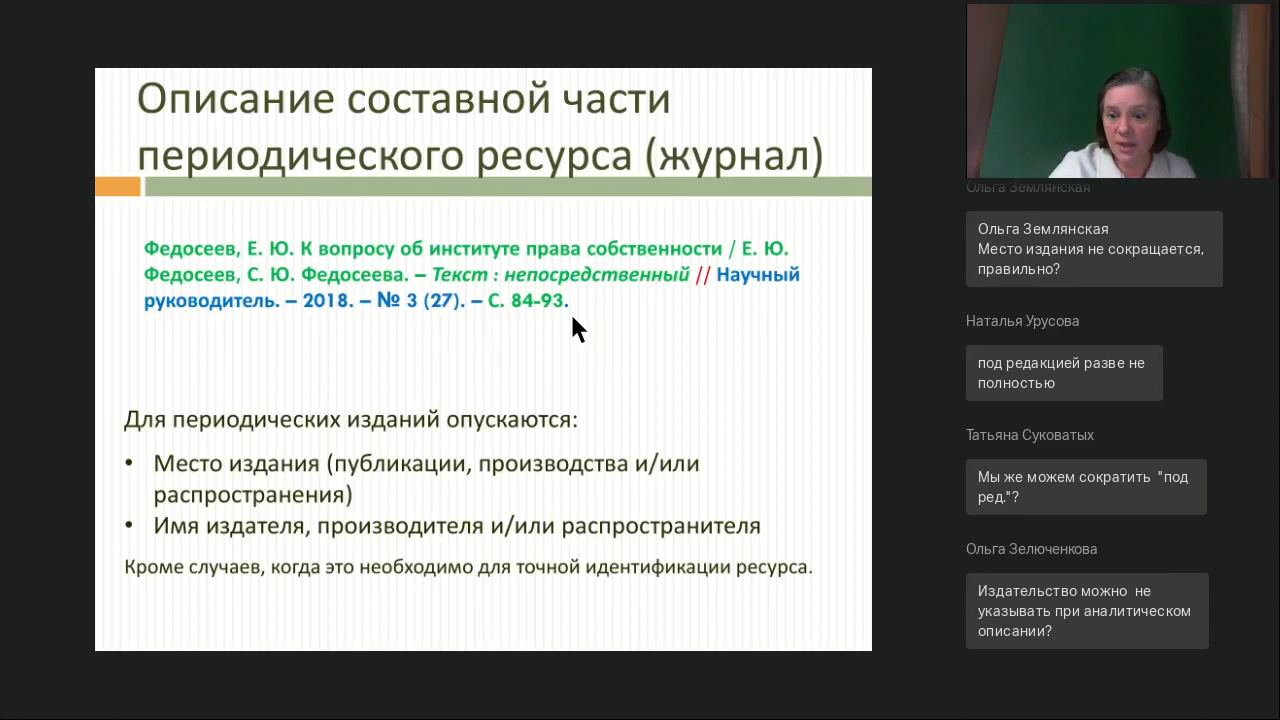 Описание составной части
периодического ресурса (журнал)
Федосеев, Е. Ю. К вопросу об институте права собственности / Е. Ю.
Федосеев, С. Ю. Федосеева. – Текст : непосредственный // Научный
руководитель. – 2018. – № 3 (27). – С. 84-93.
Для периодических изданий опускаются:
• Место издания (публикации, производства и/или
распространения)
• Имя издателя, производителя и/или распространителя
Кроме случаев, когда это необходимо для точной идентификации ресурса.
Ольга Землянская
Ольга Землянская
Место издания не сокращается,
правильно?
Наталья Урусова
под редакцией разве не
полностью
Татьяна Суковатых
Мы же можем сократить "под
ред."?
Ольга Зелюченкова
Издательство можно не
указывать при аналитическом
описании?